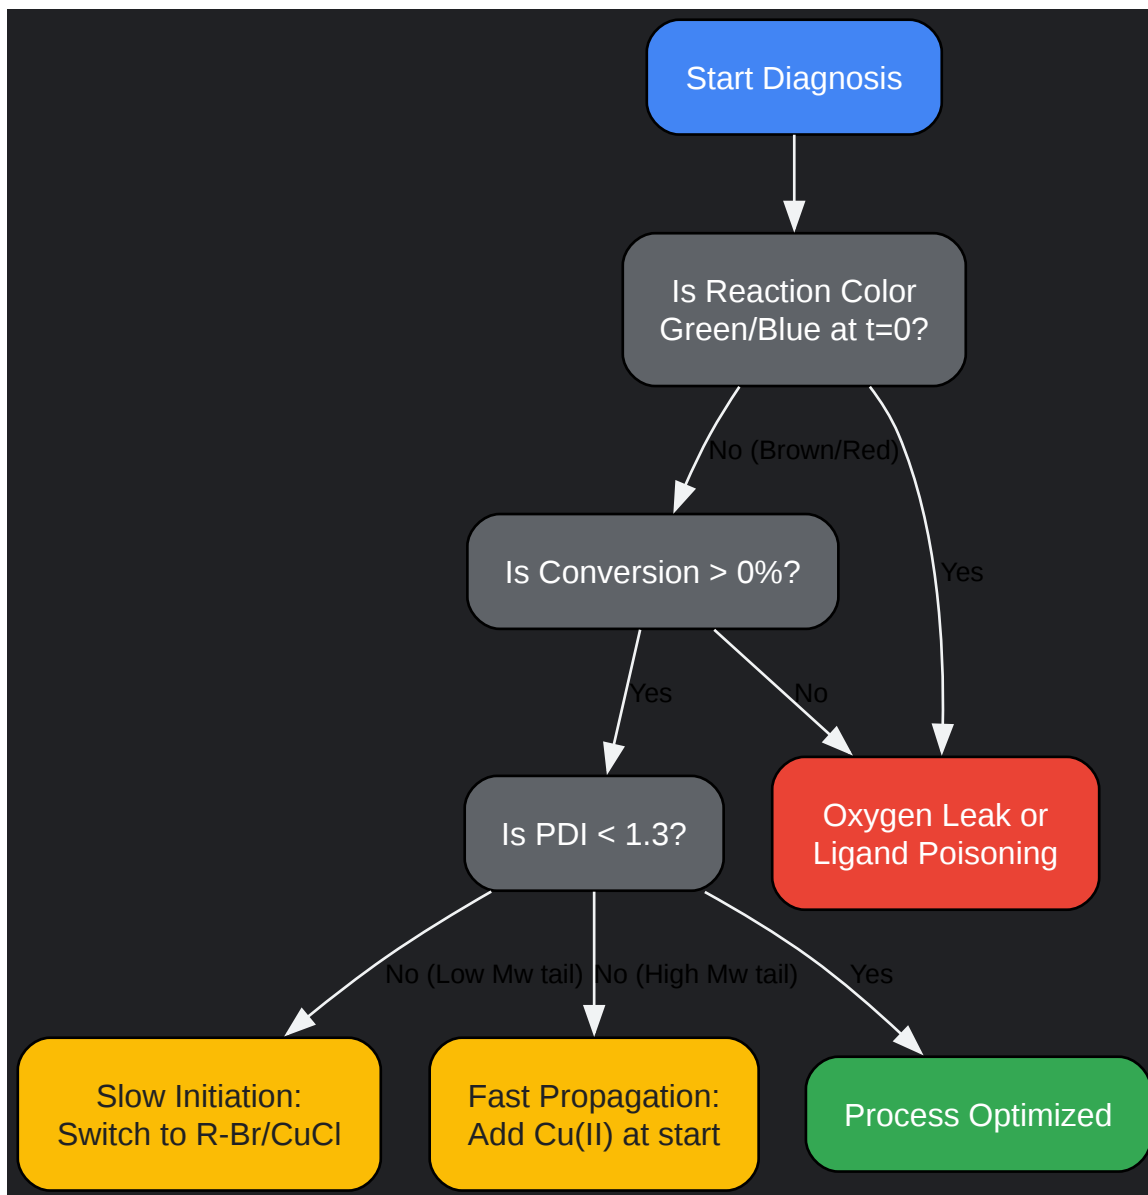 Start Diagnosis
Is Reaction Color
Green/Blue at t=0?
No (Brown/Red)
Is Conversion > 0%?
Yes
Yes
No
Is PDI < 1.3?
Oxygen Leak or
Ligand Poisoning
No (Low Mw tail)
No (High Mw tail)
Yes
Slow Initiation:
Switch to R-Br/CuCl
Fast Propagation:
Add Cu(II) at start
Process Optimized